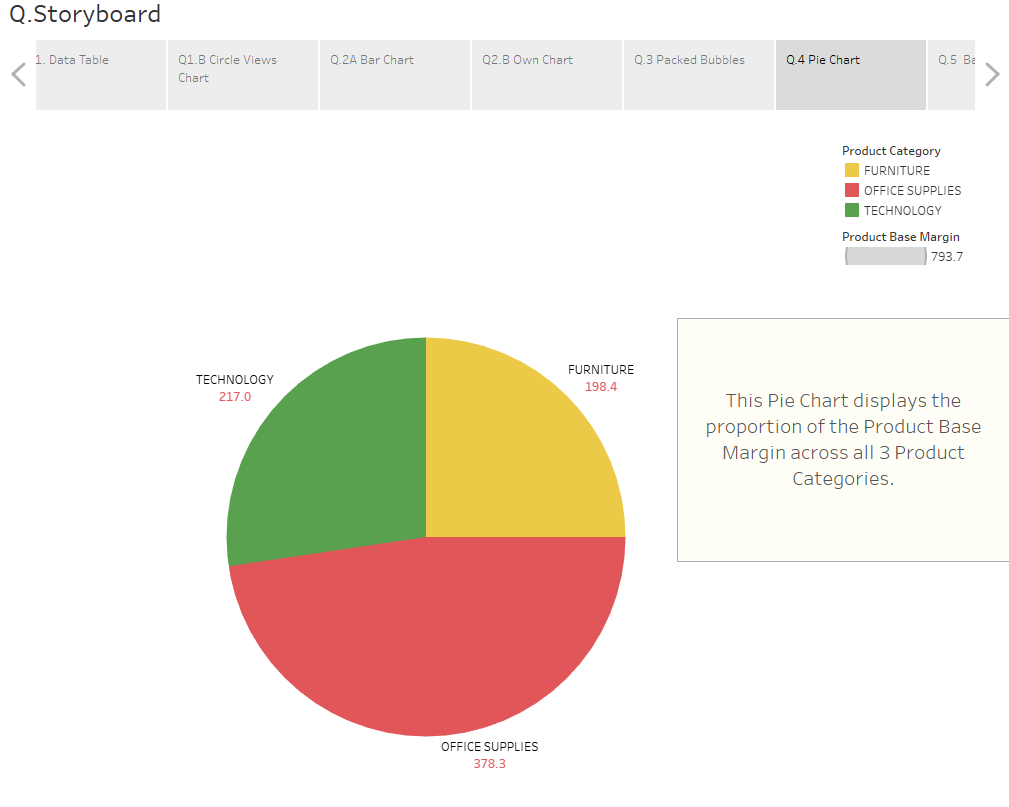 Q.Storyboard
1. Data Table
Q1.B Circle Views
Chart
Q.2A Bar Chart
Q2.B Own Chart
Q.3 Packed Bubbles
Q.4 Pie Chart
Q.5 Ba
Product Category
FURNITURE
OFFICE SUPPLIES
TECHNOLOGY
Product Base Margin
793.7
TECHNOLOGY
217.0
FURNITURE
198.4
This Pie Chart displays the
proportion of the Product Base
Margin across all 3 Product
Categories.
OFFICE SUPPLIES
378.3